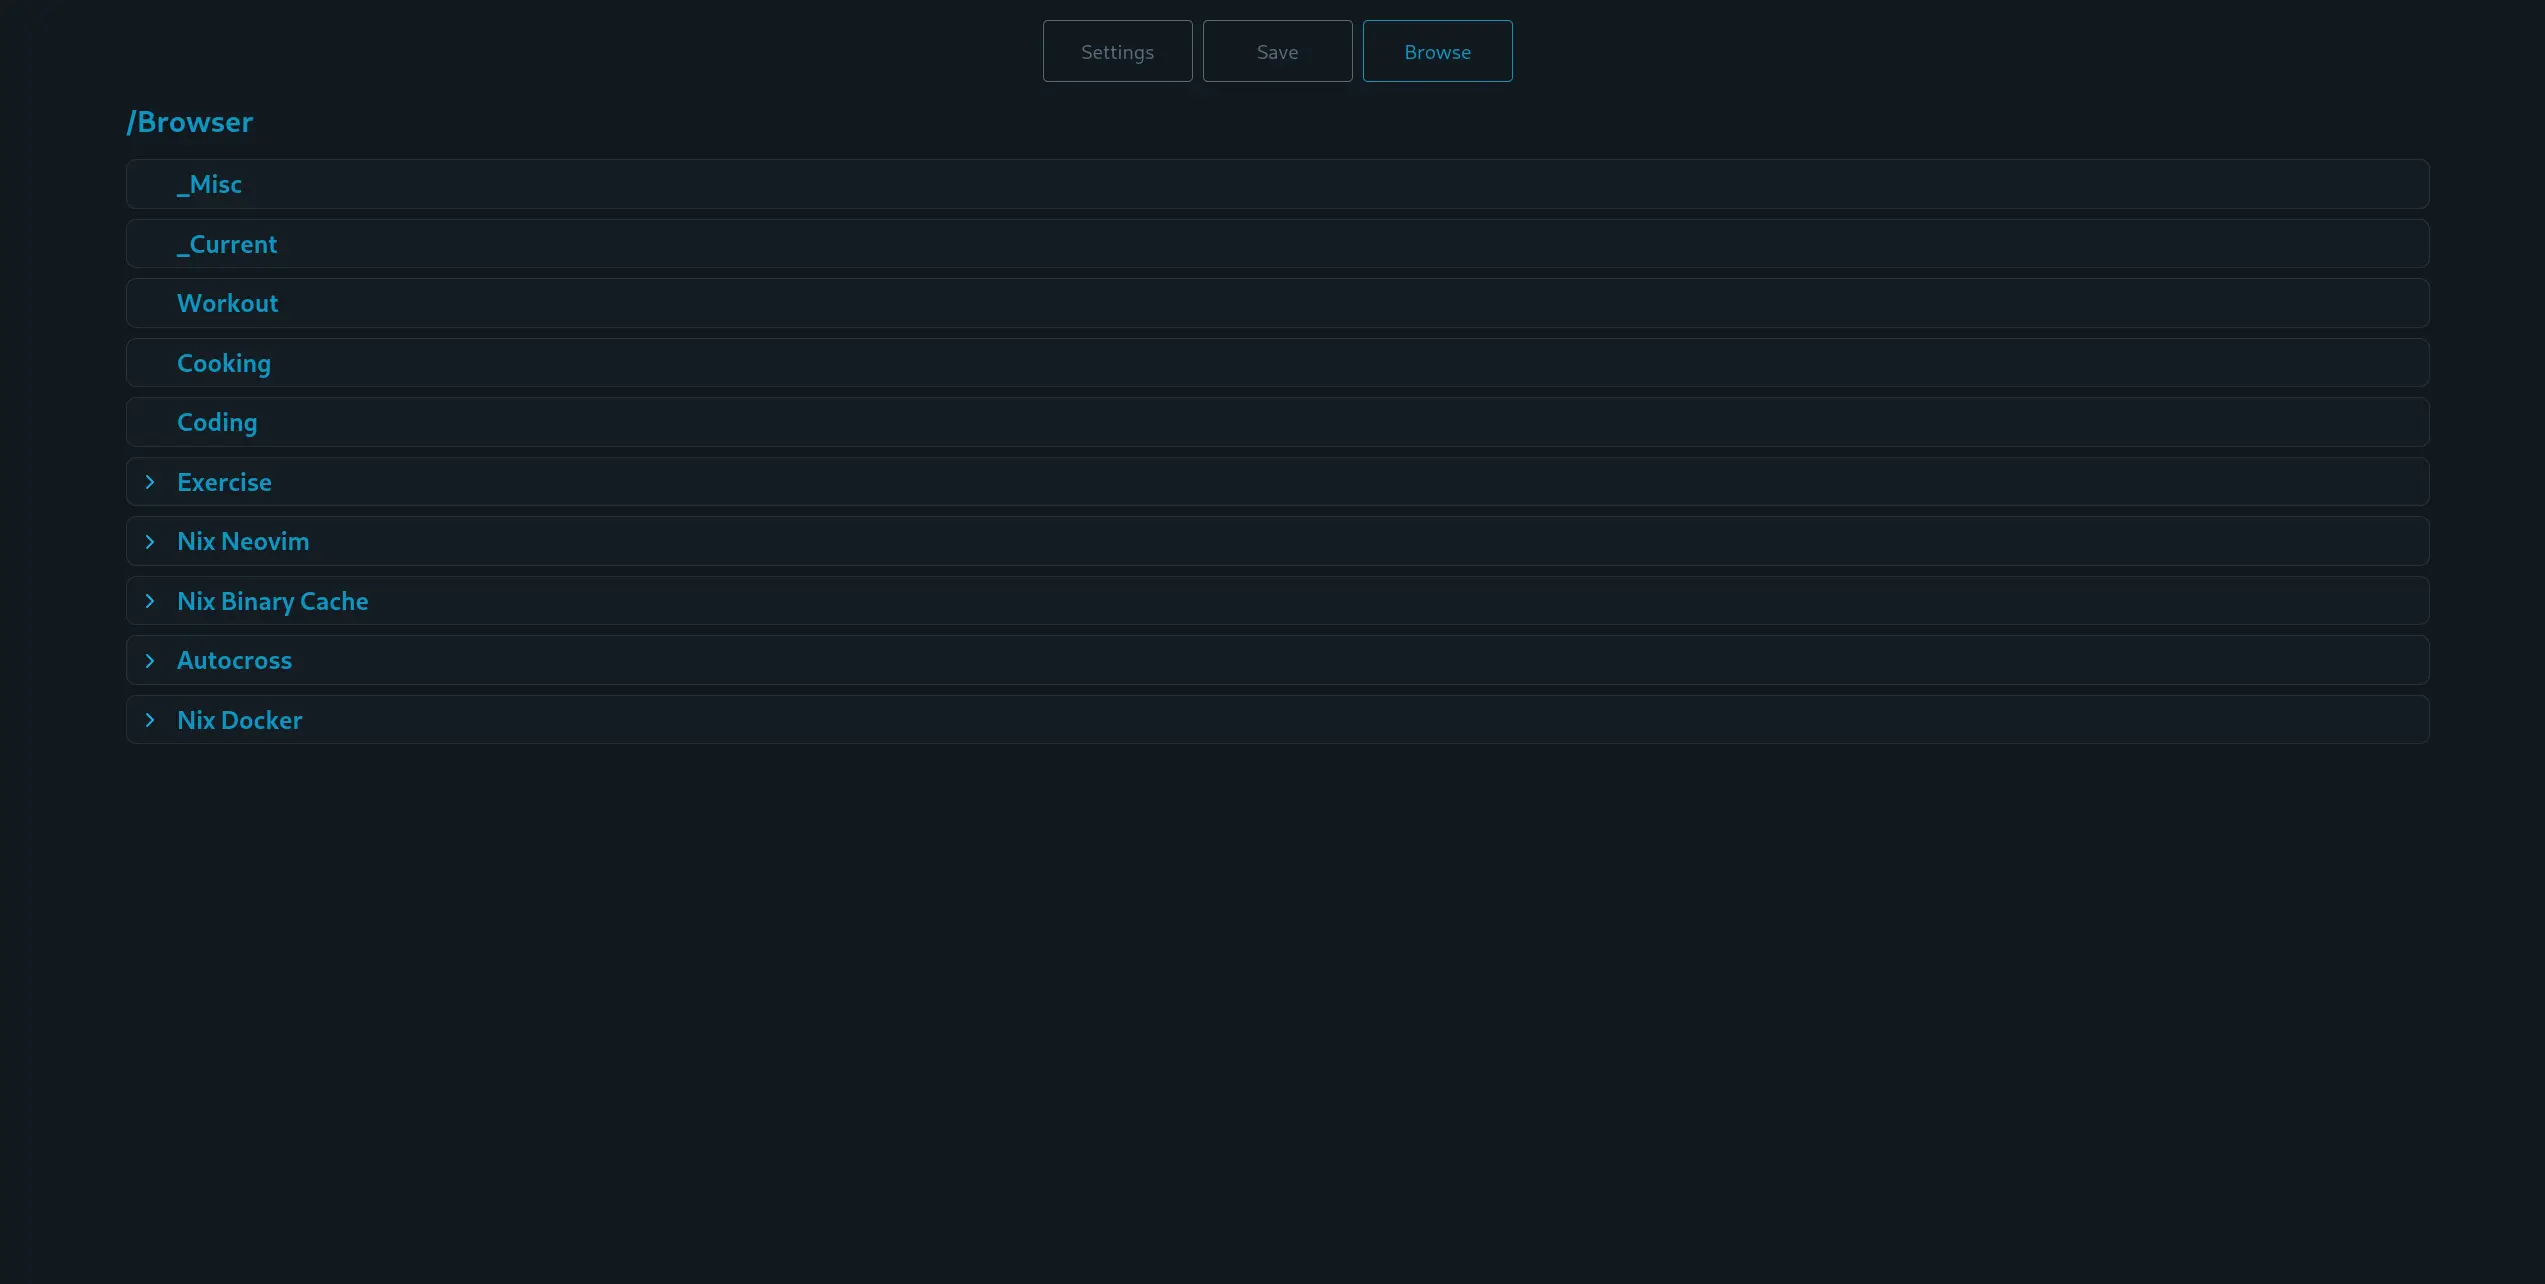 Settings Save Browse
/Browser
_Misc
_Current
Workout
Cooking
Coding
Exercise
Nix Neovim
Nix Binary Cache
Autocross
Nix Docker